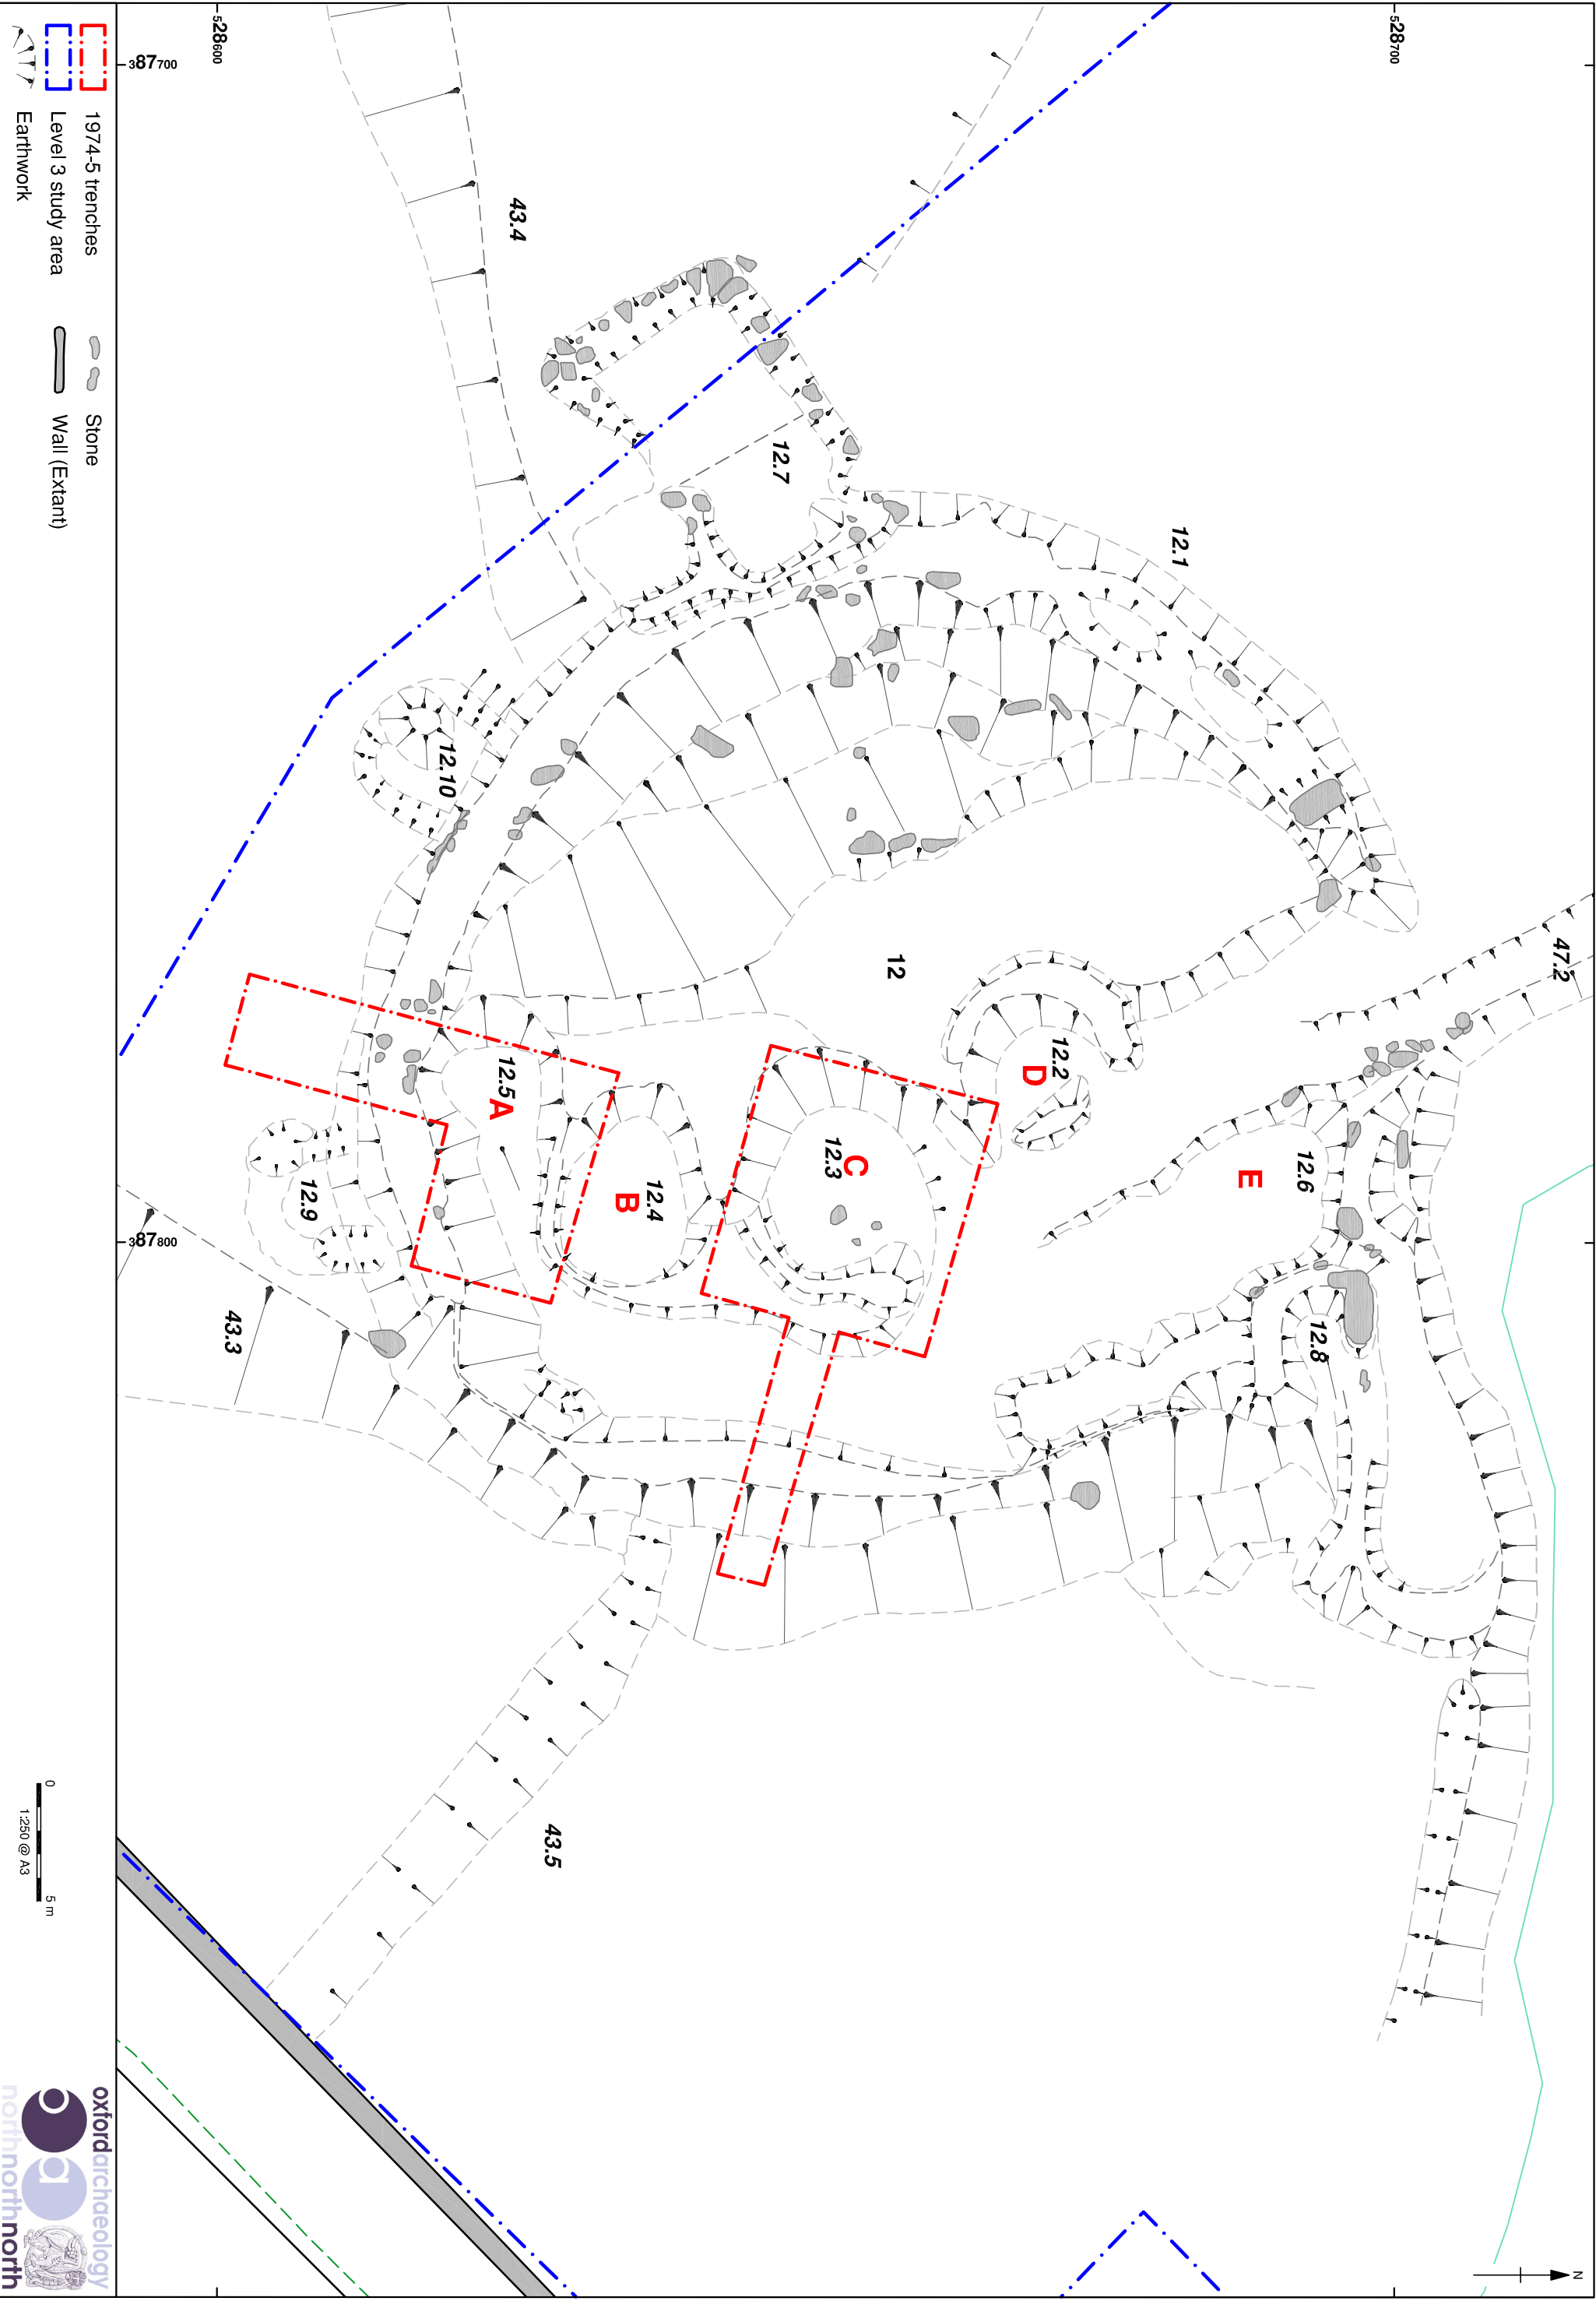 528600
528700
387700
387800
43.4
12.7
12.1
12.10
12
47.2
12.2
D
12.5
A
12.3
C
12.4
B
12.6
E
12.9
12.8
43.3
43.5
1974-5 trenches
Level 3 study area
Earthwork
Stone
Wall (Extant)
0
5 m
1:250 @ A3
oxfordarchaeology
northnorthnorth
N